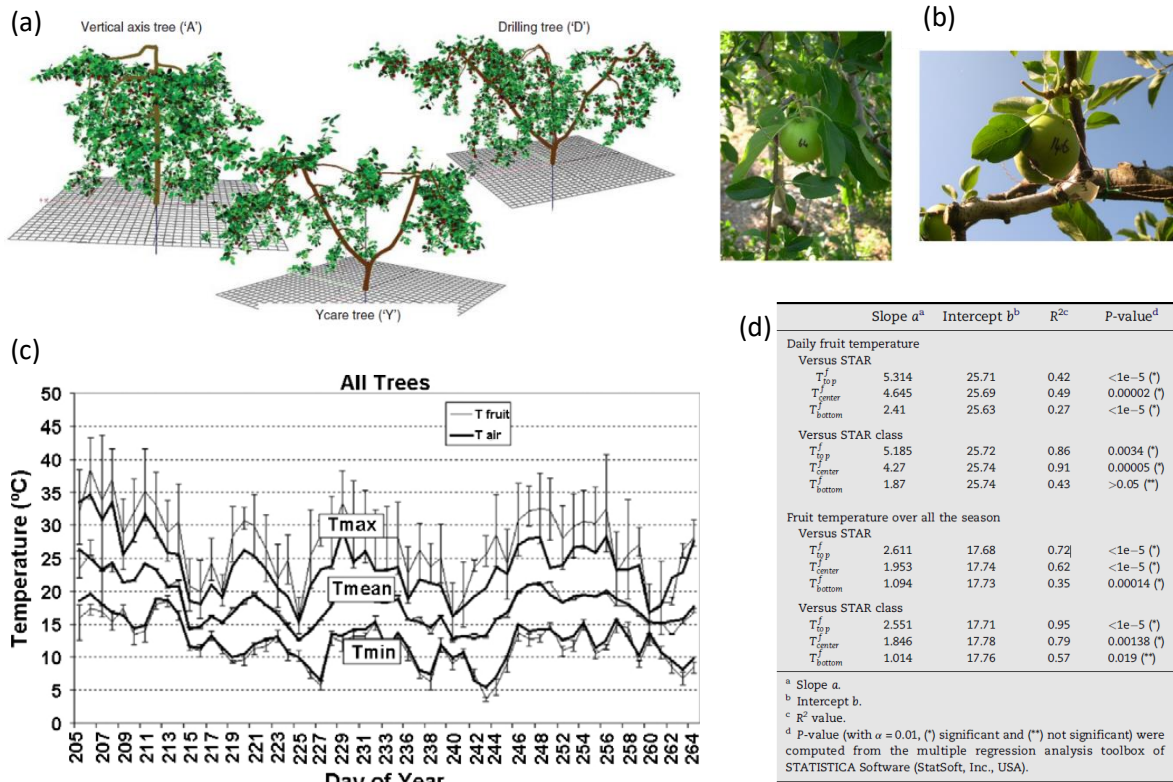 (a)
Vertical axis tree ('A')
Drilling tree ('D')
Ycare tree ('Y')
(b)
64
146
(c)
All Trees
T fruit
T air
Temperature (ºC)
50
45
40
35
30
25
20
15
10
5
0
Tmax
Tmean
Tmin
205 207 209 211 213 215 217 219 221 223 225 227 229 231 233 235 236 238 240 242 244 246 248 250 252 254 256 258 260 262 264
Day of Year
(d)
Slope a^a Intercept b^b R^2c P-value^d
Daily fruit temperature
Versus STAR
T^f_top 5.314 25.71 0.42 <1e−5 (*)
T^f_center 4.645 25.69 0.49 0.00002 (*)
T^f_bottom 2.41 25.63 0.27 <1e−5 (*)
Versus STAR class
T^f_top 5.185 25.72 0.86 0.0034 (*)
T^f_center 4.27 25.74 0.91 0.00005 (*)
T^f_bottom 1.87 25.74 0.43 >0.05 (**)
Fruit temperature over all the season
Versus STAR
T^f_top 2.611 17.68 0.72 <1e−5 (*)
T^f_center 1.953 17.74 0.62 <1e−5 (*)
T^f_bottom 1.094 17.73 0.35 0.00014 (*)
Versus STAR class
T^f_top 2.551 17.71 0.95 <1e−5 (*)
T^f_center 1.846 17.78 0.79 0.00138 (*)
T^f_bottom 1.014 17.76 0.57 0.019 (**)
a Slope a.
b Intercept b.
c R² value.
d P-value (with α = 0.01, (*) significant and (**) not significant) were
computed from the multiple regression analysis toolbox of
STATISTICA Software (StatSoft, Inc., USA).